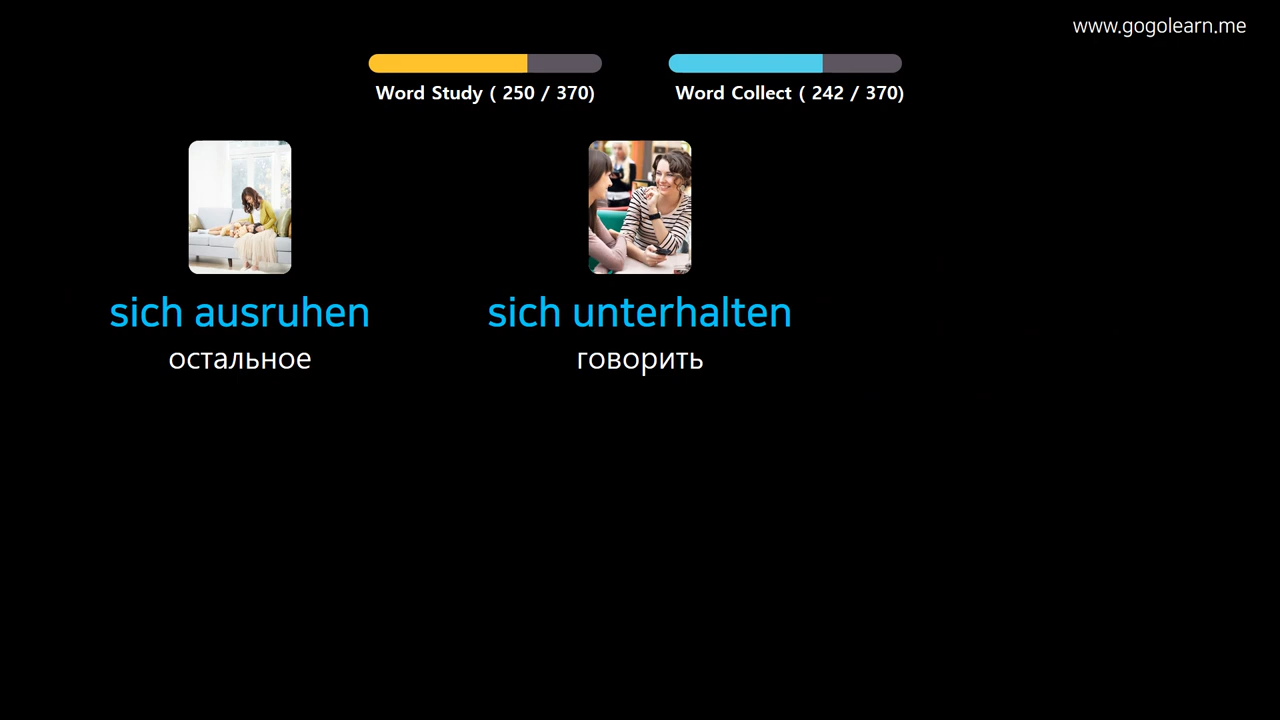 www.gogolearn.me
Word Study ( 250 / 370)
Word Collect ( 242 / 370)
sich ausruhen
остальное
sich unterhalten
говорить